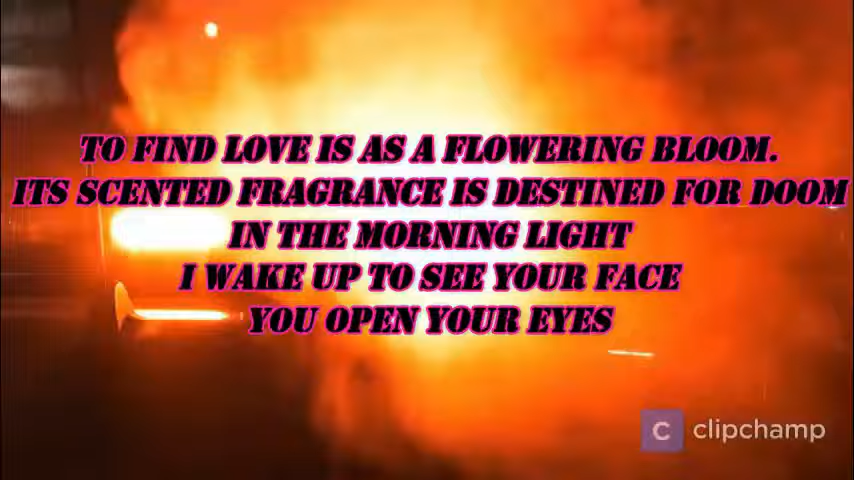 TO FIND LOVE IS AS A FLOWERING BLOOM.
ITS SCENTED FRAGRANCE IS DESTINED FOR DOOM
IN THE MORNING LIGHT
I WAKE UP TO SEE YOUR FACE
YOU OPEN YOUR EYES
C clipchamp